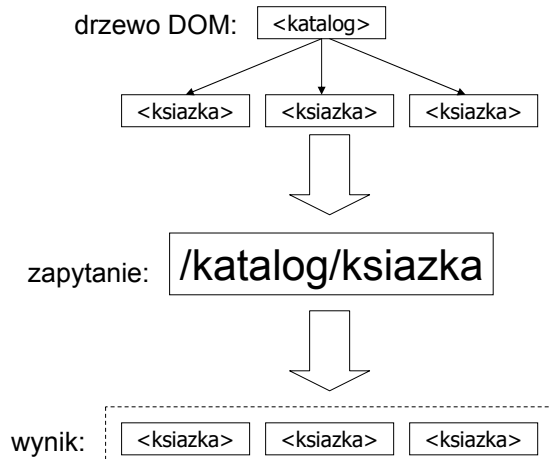 drzewo DOM: <katalog>
<ksiazka> <ksiazka> <ksiazka>
zapytanie: /katalog/ksiazka
wynik: <ksiazka> <ksiazka> <ksiazka>